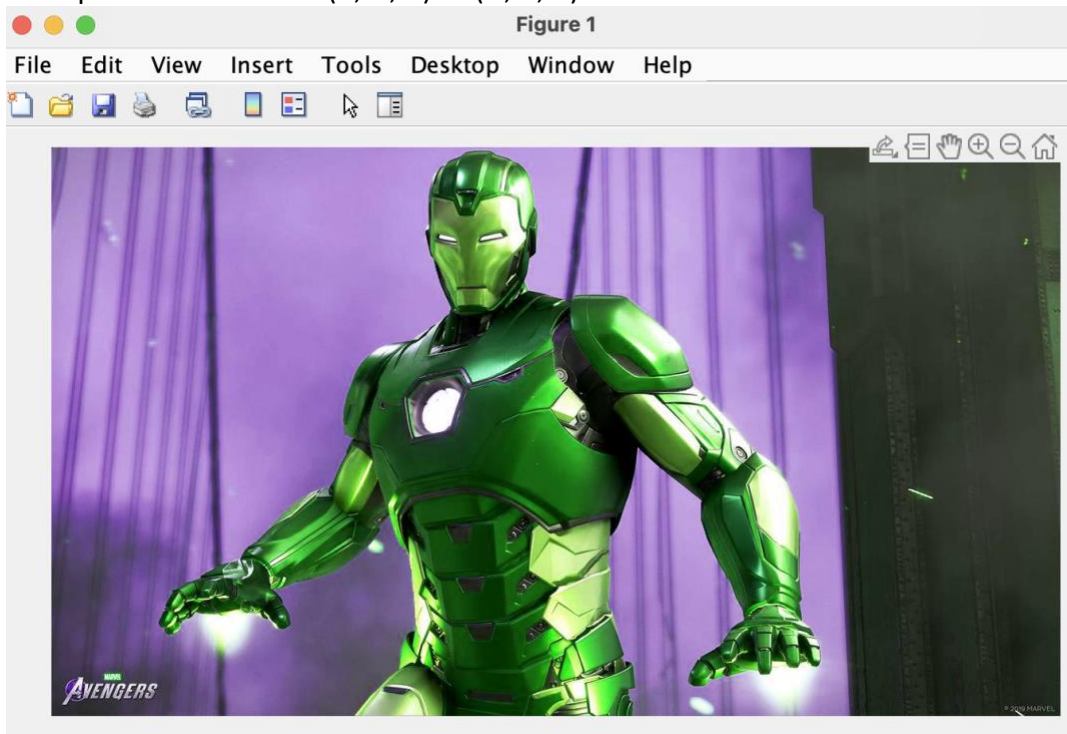 Figure 1
File Edit View Insert Tools Desktop Window Help
MARVEL
AVENGERS
© 2019 MARVEL